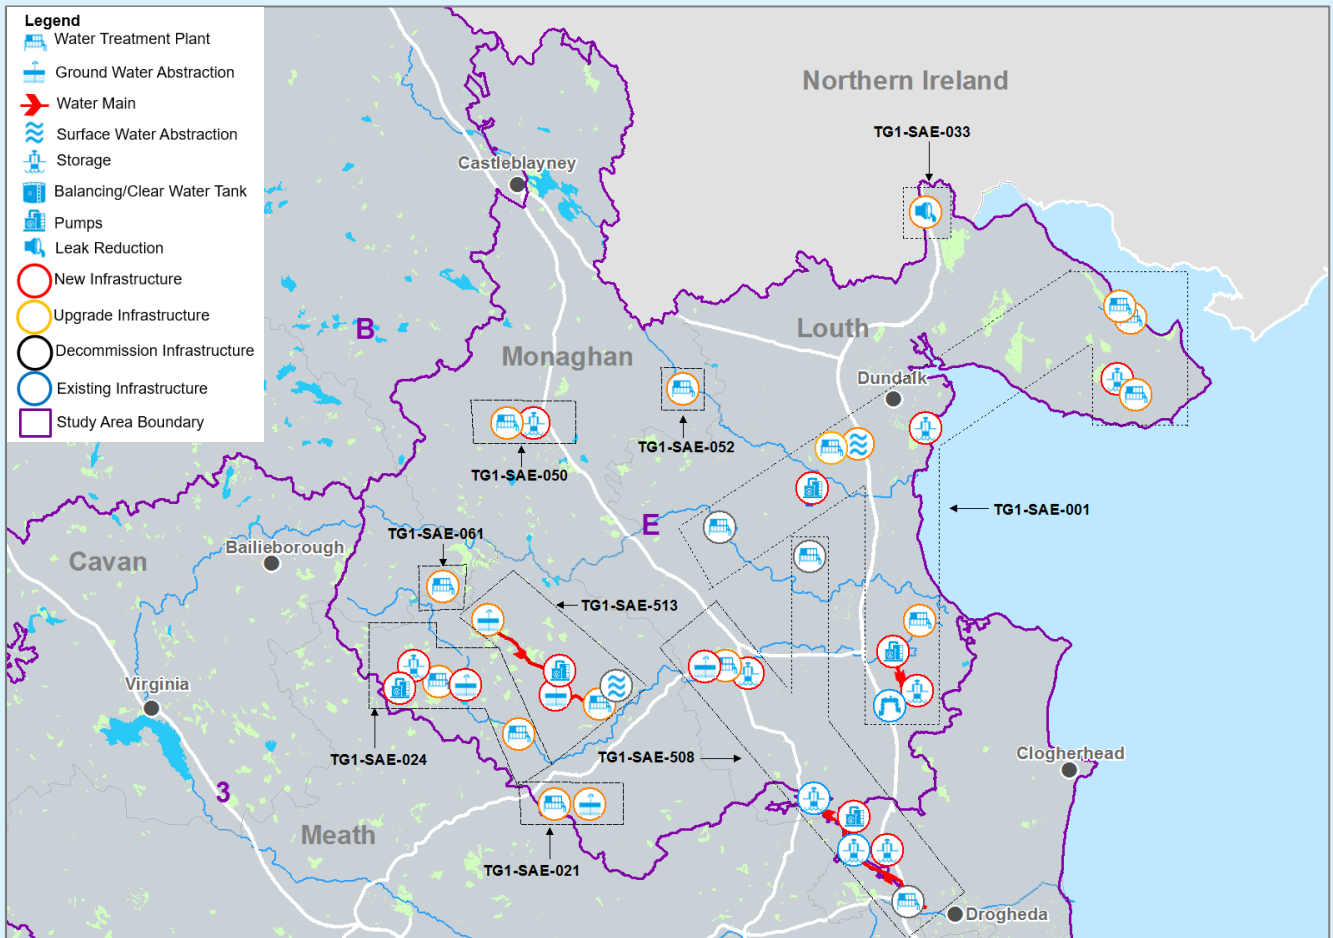 Legend
Water Treatment Plant
Ground Water Abstraction
Water Main
Surface Water Abstraction
Storage
Balancing/Clear Water Tank
Pumps
Leak Reduction
New Infrastructure
Upgrade Infrastructure
Decommission Infrastructure
Existing Infrastructure
Study Area Boundary
Northern Ireland
TG1-SAE-033
Castleblayney
B
Louth
Monaghan
Dundalk
TG1-SAE-052
TG1-SAE-050
TG1-SAE-001
E
TG1-SAE-061
Bailieborough
Cavan
TG1-SAE-513
Virginia
TG1-SAE-024
TG1-SAE-508
Clogherhead
3
Meath
TG1-SAE-021
Drogheda